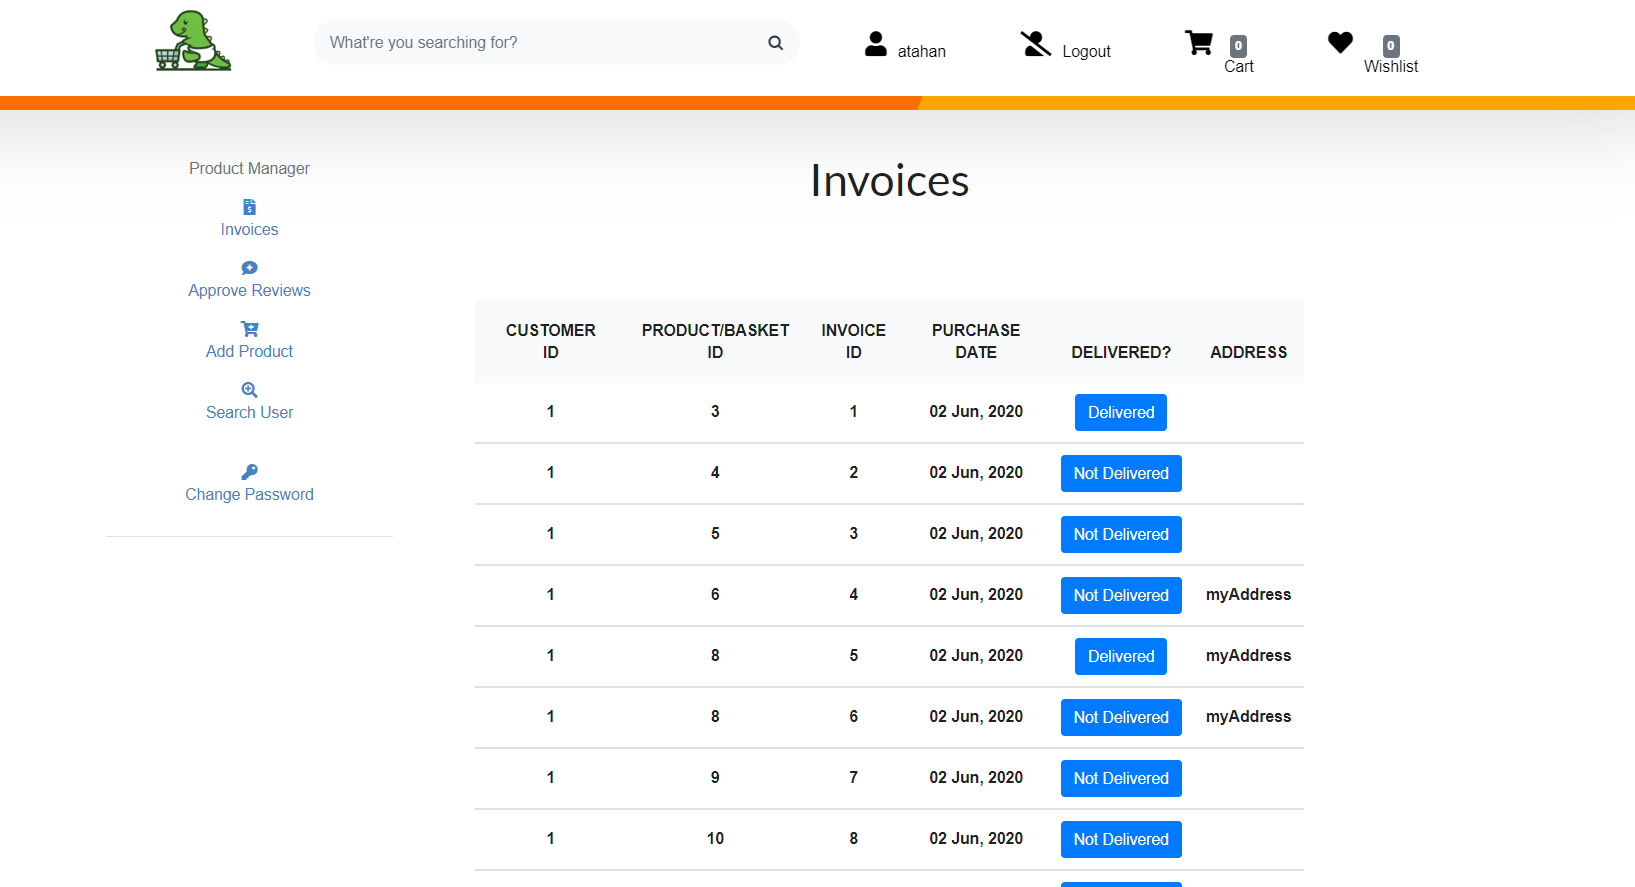 What're you searching for?
atahan
Logout
0
Cart
0
Wishlist
Product Manager
Invoices
Approve Reviews
Add Product
Search User
Change Password
Invoices
CUSTOMER ID PRODUCT/BASKET ID INVOICE ID PURCHASE DATE DELIVERED? ADDRESS
1 3 1 02 Jun, 2020 Delivered
1 4 2 02 Jun, 2020 Not Delivered
1 5 3 02 Jun, 2020 Not Delivered
1 6 4 02 Jun, 2020 Not Delivered myAddress
1 8 5 02 Jun, 2020 Delivered myAddress
1 8 6 02 Jun, 2020 Not Delivered myAddress
1 9 7 02 Jun, 2020 Not Delivered
1 10 8 02 Jun, 2020 Not Delivered